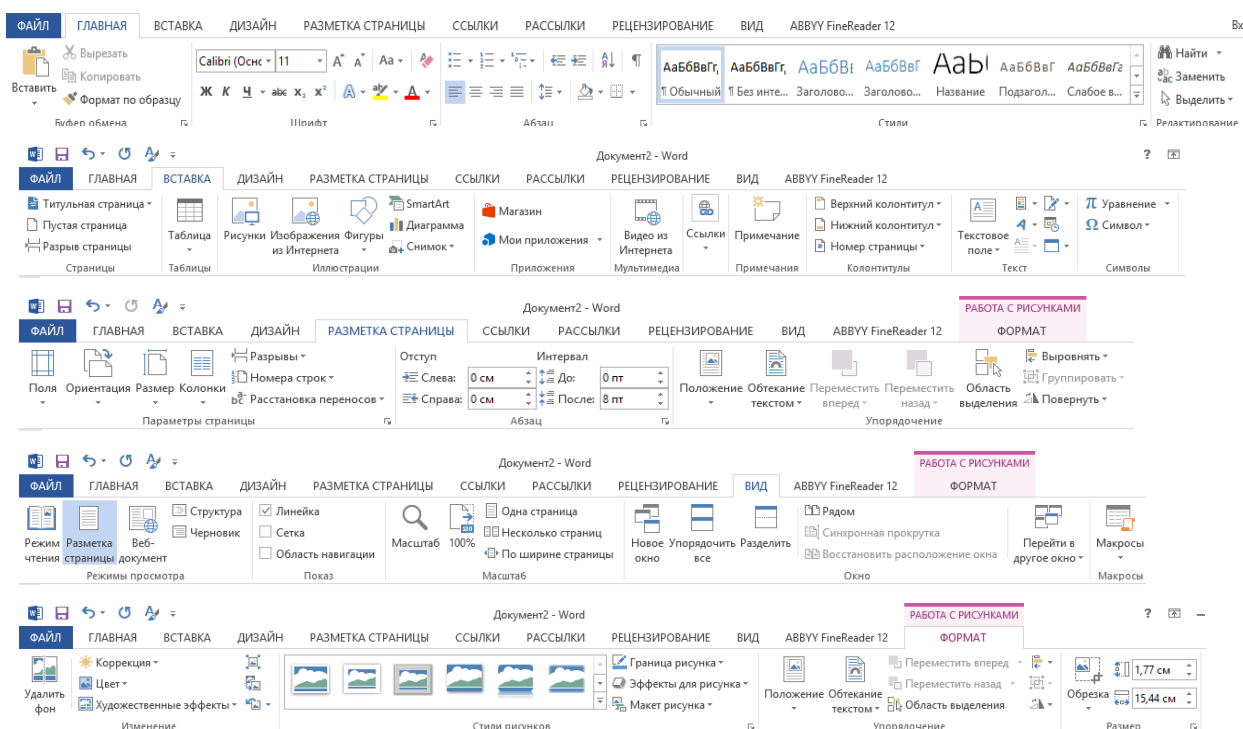 ФАЙЛ ГЛАВНАЯ ВСТАВКА ДИЗАЙН РАЗМЕТКА СТРАНИЦЫ ССЫЛКИ РАССЫЛКИ РЕЦЕНЗИРОВАНИЕ ВИД ABBYY FineReader 12 Вх
Вставить
Вырезать
Копировать
Формат по образцу
Calibri (Оснс 11 А А Аа
Ж К Ч abc X₂ X² А aby А
АаБбВвГг, АаБбВвГг, АаБбВı АаБбВвГ АаЬı АаБбВвГ АаБбВвГг
¶ Обычный ¶ Без инте... Заголово... Заголово... Название Подзагол... Слабое в...
Найти
Заменить
Выделить
Буфер обмена Шрифт Абзац Стили Редактирование
Документ2 - Word ?
ФАЙЛ ГЛАВНАЯ ВСТАВКА ДИЗАЙН РАЗМЕТКА СТРАНИЦЫ ССЫЛКИ РАССЫЛКИ РЕЦЕНЗИРОВАНИЕ ВИД ABBYY FineReader 12
Титульная страница
Пустая страница
Разрыв страницы
Таблица
Рисунки
Изображения из Интернета
Фигуры
SmartArt
Диаграмма
Снимок
Магазин
Мои приложения
Видео из Интернета
Ссылки
Примечание
Верхний колонтитул
Нижний колонтитул
Номер страницы
Текстовое поле
π Уравнение
Ω Символ
Страницы Таблицы Иллюстрации Приложения Мультимедиа Примечания Колонтитулы Текст Символы
Документ2 - Word РАБОТА С РИСУНКАМИ
ФАЙЛ ГЛАВНАЯ ВСТАВКА ДИЗАЙН РАЗМЕТКА СТРАНИЦЫ ССЫЛКИ РАССЫЛКИ РЕЦЕНЗИРОВАНИЕ ВИД ABBYY FineReader 12 ФОРМАТ
Поля Ориентация Размер Колонки
Разрывы
Номера строк
Расстановка переносов
Отступ Интервал
Слева: 0 см До: 0 пт
Справа: 0 см После: 8 пт
Положение
Обтекание текстом
Переместить вперед
Переместить назад
Область выделения
Выровнять
Группировать
Повернуть
Параметры страницы Абзац Упорядочение
Документ2 - Word РАБОТА С РИСУНКАМИ
ФАЙЛ ГЛАВНАЯ ВСТАВКА ДИЗАЙН РАЗМЕТКА СТРАНИЦЫ ССЫЛКИ РАССЫЛКИ РЕЦЕНЗИРОВАНИЕ ВИД ABBYY FineReader 12 ФОРМАТ
Режим чтения
Разметка страницы
Веб-документ
Структура
Черновик
Линейка
Сетка
Область навигации
Масштаб 100%
Одна страница
Несколько страниц
По ширине страницы
Новое окно
Упорядочить все
Разделить
Рядом
Синхронная прокрутка
Восстановить расположение окна
Перейти в другое окно
Макросы
Режимы просмотра Показ Масштаб Окно Макросы
Документ2 - Word РАБОТА С РИСУНКАМИ ?
ФАЙЛ ГЛАВНАЯ ВСТАВКА ДИЗАЙН РАЗМЕТКА СТРАНИЦЫ ССЫЛКИ РАССЫЛКИ РЕЦЕНЗИРОВАНИЕ ВИД ABBYY FineReader 12 ФОРМАТ
Удалить фон
Коррекция
Цвет
Художественные эффекты
Граница рисунка
Эффекты для рисунка
Макет рисунка
Положение
Обтекание текстом
Переместить вперед
Переместить назад
Область выделения
Обрезка
1,77 см
15,44 см
Изменение Стили рисунков Упорядочение Размер